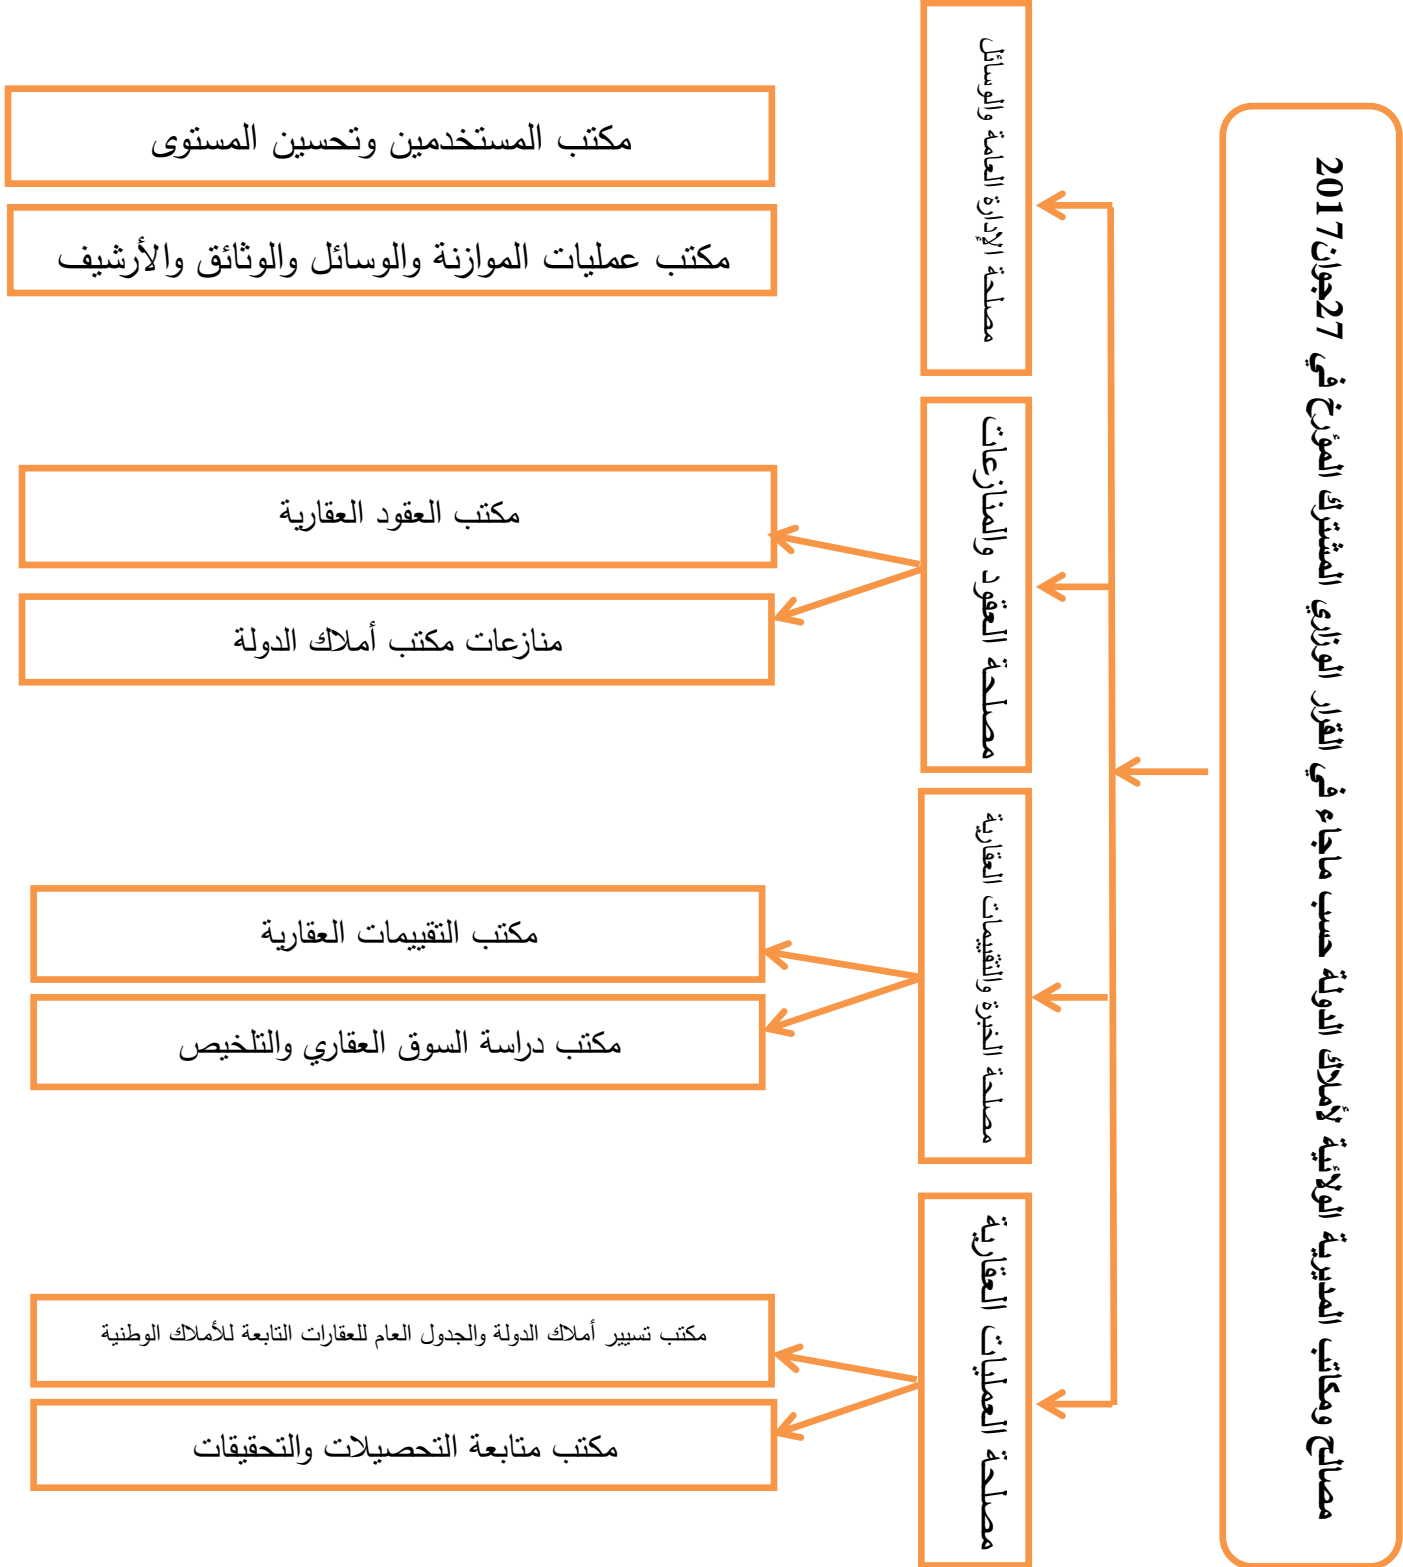 مصالح ومكاتب المديرية الولائية لأملاك الدولة حسب ماجاء في القرار الوزاري المشترك المؤرخ في 27جوان2017
مصلحة الإدارة العامة والوسائل
مكتب المستخدمين وتحسين المستوى
مكتب عمليات الموازنة والوسائل والوثائق والأرشيف
مصلحة العقود والمنازعات
مكتب العقود العقارية
منازعات مكتب أملاك الدولة
مصلحة الخبرة والتقييمات العقارية
مكتب التقييمات العقارية
مكتب دراسة السوق العقاري والتلخيص
مصلحة العمليات العقارية
مكتب تسيير أملاك الدولة والجدول العام للعقارات التابعة للأملاك الوطنية
مكتب متابعة التحصيلات والتحقيقات